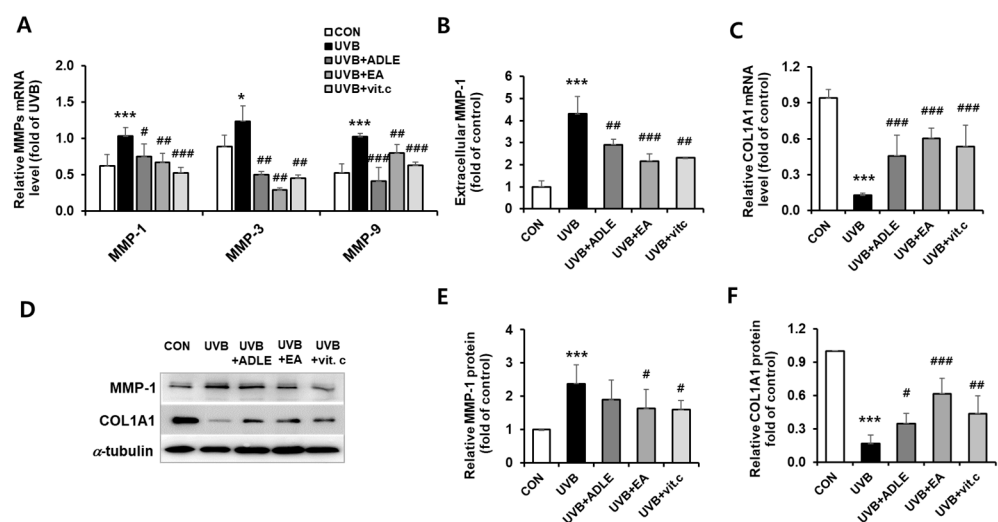 A
CON
UVB
UVB+ADLE
UVB+EA
UVB+vit.c
Relative MMPs mRNA
level (fold of UVB)
2.0
1.5
1.0
0.5
0.0
***
#
##
###
*
##
##
##
***
###
##
###
MMP-1
MMP-3
MMP-9
B
Extracellular MMP-1
(fold of control)
6
5
4
3
2
1
0
***
##
###
##
CON
UVB
UVB+ADLE
UVB+EA
UVB+vitc
C
Relative COL1A1 mRNA
level (fold of control)
1.2
0.9
0.6
0.3
0.0
***
###
###
###
CON
UVB
UVB+ADLE
UVB+EA
UVB+vit.c
D
CON
UVB
UVB
+ADLE
UVB
+EA
UVB
+vit. c
MMP-1
COL1A1
α-tubulin
E
Relative MMP-1 protein
(fold of control)
4
3
2
1
0
***
#
#
CON
UVB
UVB+ADLE
UVB+EA
UVB+vit.c
F
Relative COL1A1 protein
fold of control)
1.2
0.9
0.6
0.3
0.0
***
#
###
##
CON
UVB
UVB+ADLE
UVB+EA
UVB+vit.c